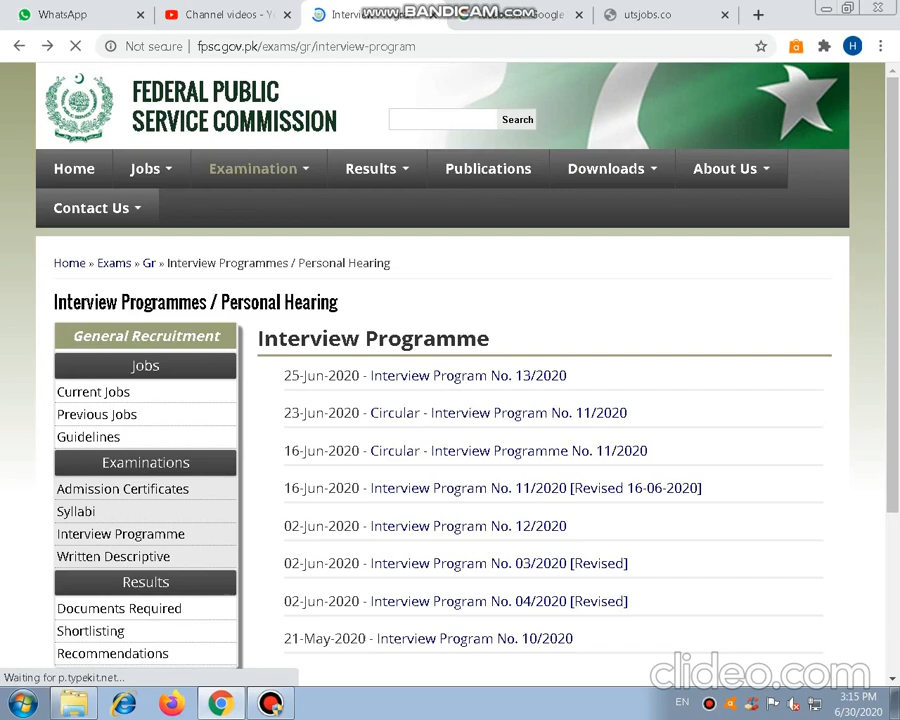 WhatsApp
Channel videos - Y
Intervi
www.BANDICAM.com
Google
utsjobs.co
Not secure | fpsc.gov.pk/exams/gr/interview-program
H
FEDERAL PUBLIC
SERVICE COMMISSION
Search
Home
Jobs
Examination
Results
Publications
Downloads
About Us
Contact Us
Home » Exams » Gr » Interview Programmes / Personal Hearing
Interview Programmes / Personal Hearing
General Recruitment
Jobs
Current Jobs
Previous Jobs
Guidelines
Examinations
Admission Certificates
Syllabi
Interview Programme
Written Descriptive
Results
Documents Required
Shortlisting
Recommendations
Interview Programme
25-Jun-2020 - Interview Program No. 13/2020
23-Jun-2020 - Circular - Interview Program No. 11/2020
16-Jun-2020 - Circular - Interview Programme No. 11/2020
16-Jun-2020 - Interview Program No. 11/2020 [Revised 16-06-2020]
02-Jun-2020 - Interview Program No. 12/2020
02-Jun-2020 - Interview Program No. 03/2020 [Revised]
02-Jun-2020 - Interview Program No. 04/2020 [Revised]
21-May-2020 - Interview Program No. 10/2020
clideo.com
Waiting for p.typekit.net...
EN
3:15 PM
6/30/2020